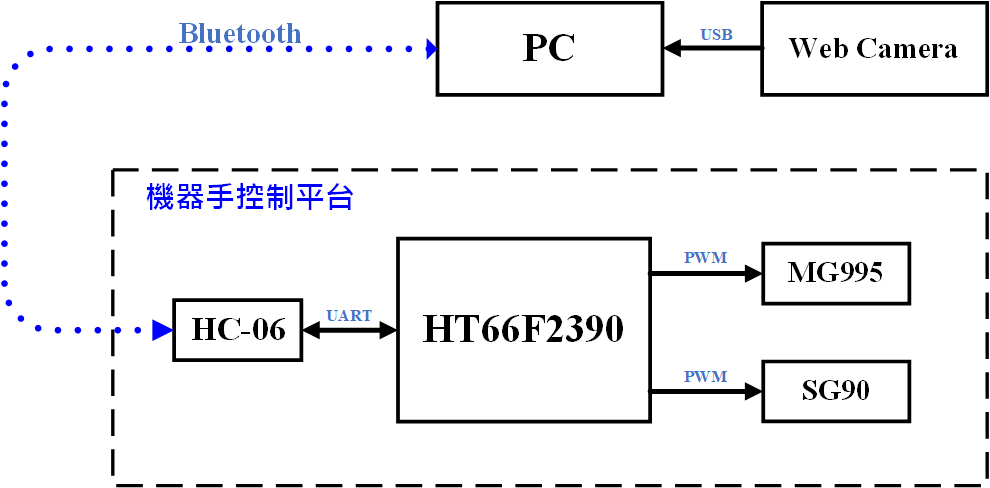 Bluetooth
PC
USB
Web Camera
機器手控制平台
HC-06
UART
HT66F2390
PWM
MG995
PWM
SG90